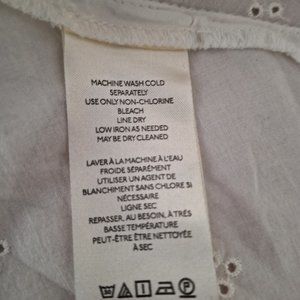 MACHINE WASH COLD
SEPARATELY
USE ONLY NON-CHLORINE
BLEACH
LINE DRY
LOW IRON AS NEEDED
MAY BE DRY CLEANED
LAVER À LA MACHINE À L'EAU
FROIDE SÉPARÉMENT
UTILISER UN AGENT DE
BLANCHIMENT SANS CHLORE SI
NÉCESSAIRE
LIGNE SEC
REPASSER, AU BESOIN, À TRÈS
BASSE TEMPÉRATURE
PEUT-ÊTRE ÊTRE NETTOYÉE
À SEC